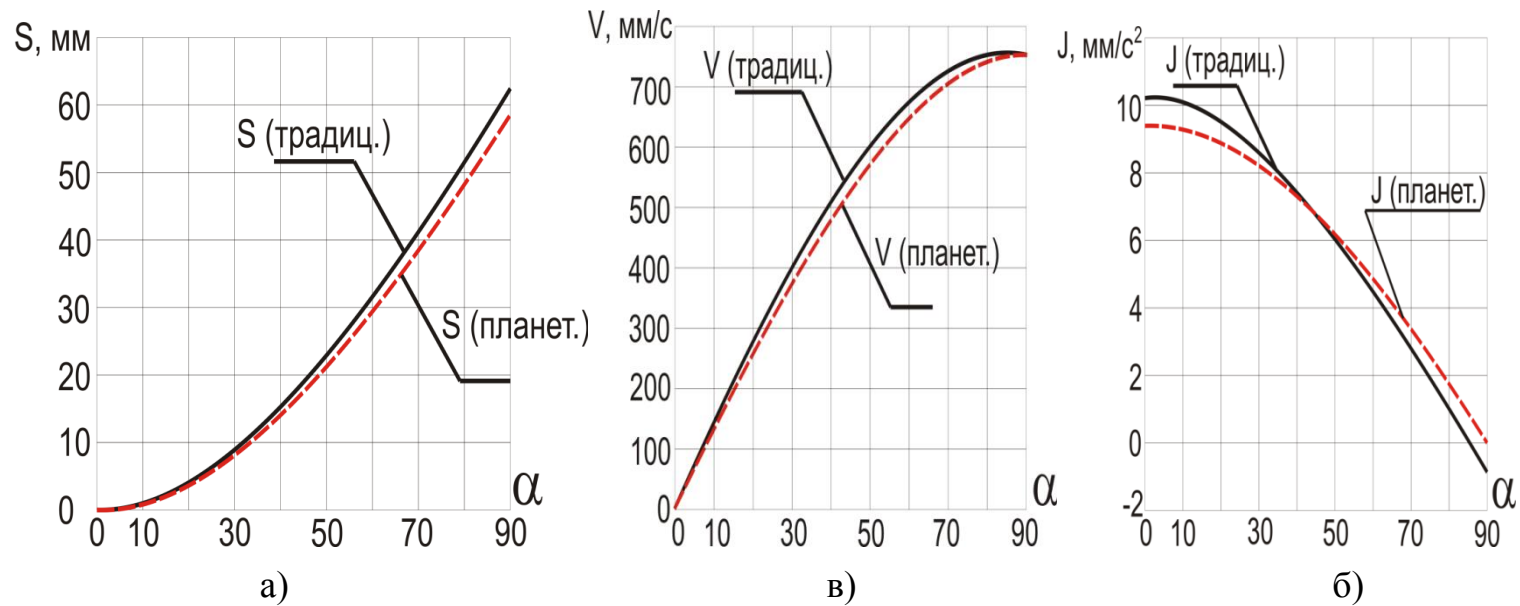 S, мм
60
50
40
30
20
10
0
0 10 30 50 70 90
α
S (традиц.)
S (планет.)
а)
V, мм/с
700
600
500
400
300
200
100
0
0 10 30 50 70 90
α
V (традиц.)
V (планет.)
в)
J, мм/с²
10
8
6
4
2
0
-2
0 10 30 50 70 90
α
J (традиц.)
J (планет.)
б)